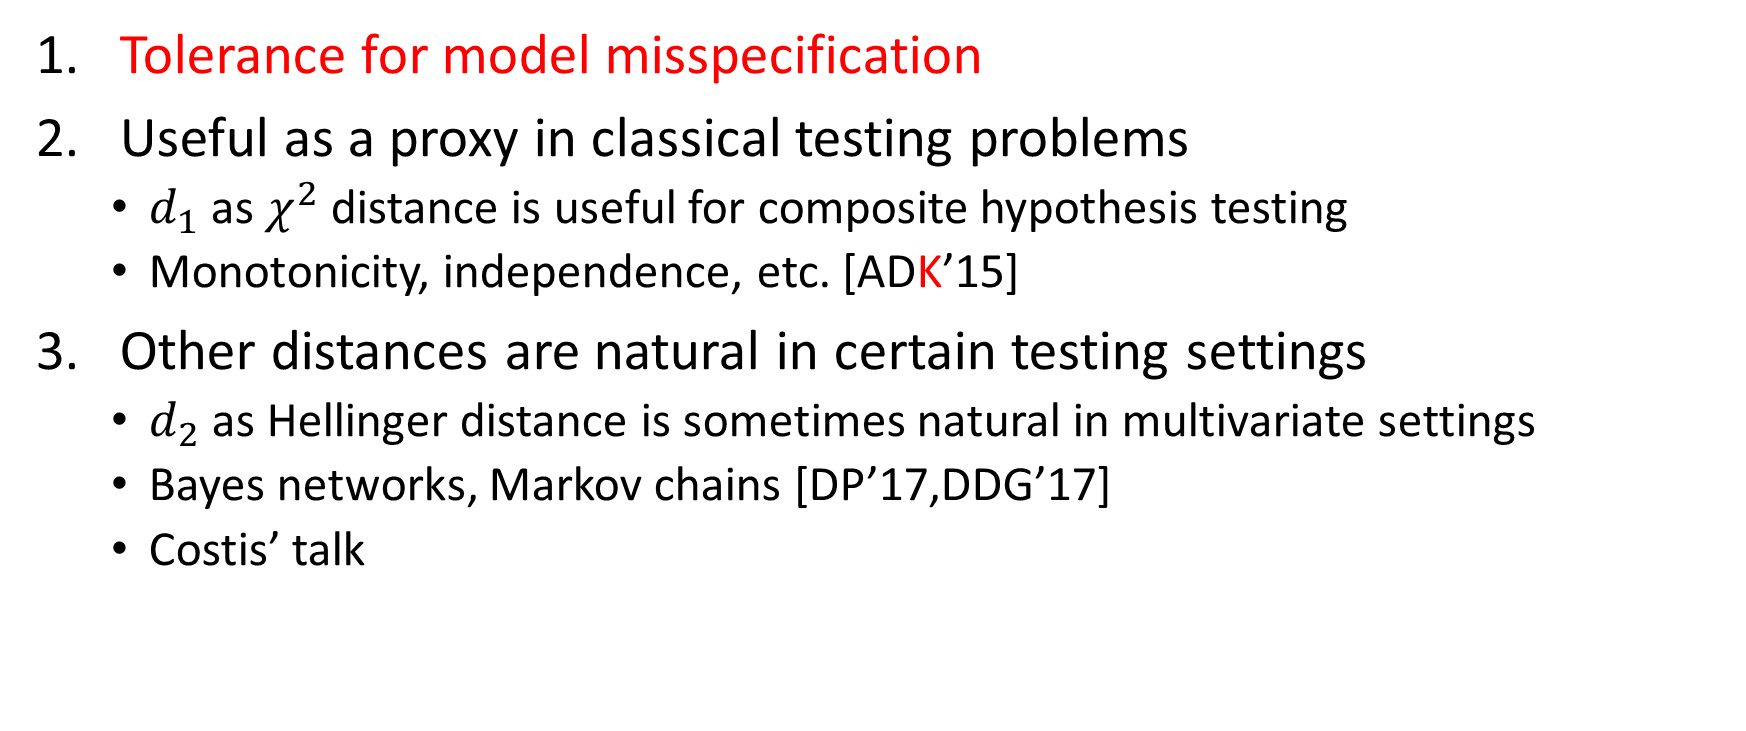 1. Tolerance for model misspecification
2. Useful as a proxy in classical testing problems
• d₁ as χ² distance is useful for composite hypothesis testing
• Monotonicity, independence, etc. [ADK’15]
3. Other distances are natural in certain testing settings
• d₂ as Hellinger distance is sometimes natural in multivariate settings
• Bayes networks, Markov chains [DP’17,DDG’17]
• Costis’ talk